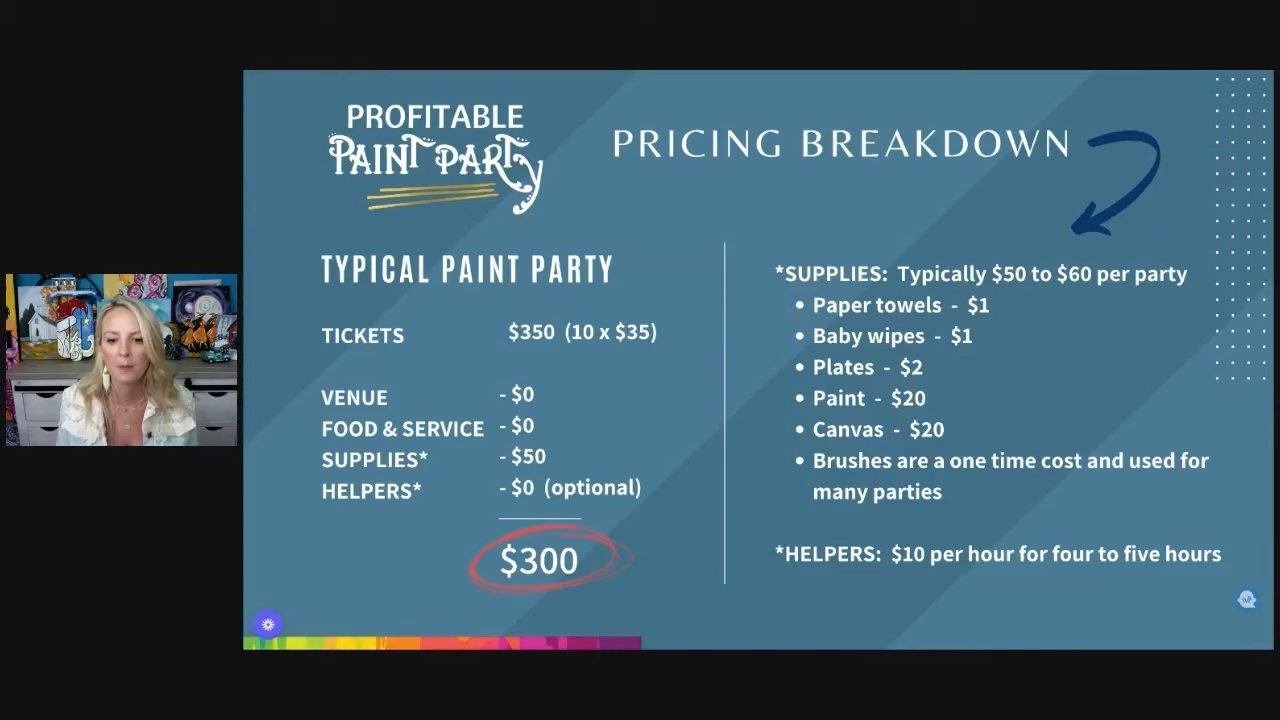 PROFITABLE
PAINT PARTY
PRICING BREAKDOWN
TYPICAL PAINT PARTY
TICKETS $350 (10 x $35)
VENUE - $0
FOOD & SERVICE - $0
SUPPLIES* - $50
HELPERS* - $0 (optional)
$300
*SUPPLIES: Typically $50 to $60 per party
• Paper towels - $1
• Baby wipes - $1
• Plates - $2
• Paint - $20
• Canvas - $20
• Brushes are a one time cost and used for
many parties
*HELPERS: $10 per hour for four to five hours